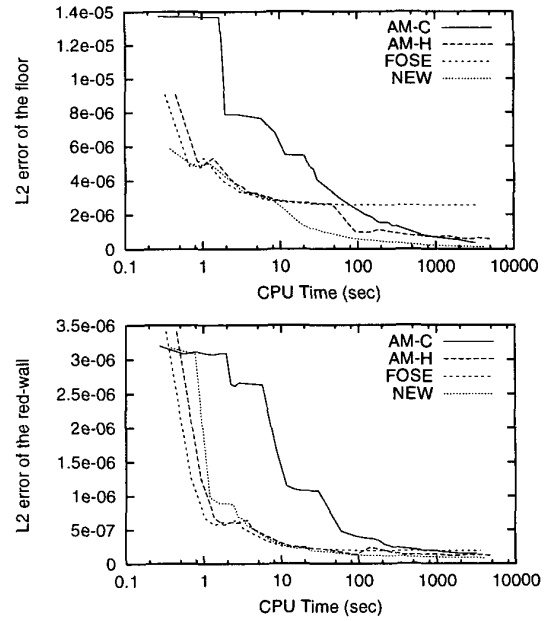 1.4e-05
1.2e-05
1e-05
8e-06
6e-06
4e-06
2e-06
0
L2 error of the floor
AM-C
AM-H
FOSE
NEW
0.1 1 10 100 1000 10000
CPU Time (sec)
3.5e-06
3e-06
2.5e-06
2e-06
1.5e-06
1e-06
5e-07
0
L2 error of the red-wall
AM-C
AM-H
FOSE
NEW
0.1 1 10 100 1000 10000
CPU Time (sec)